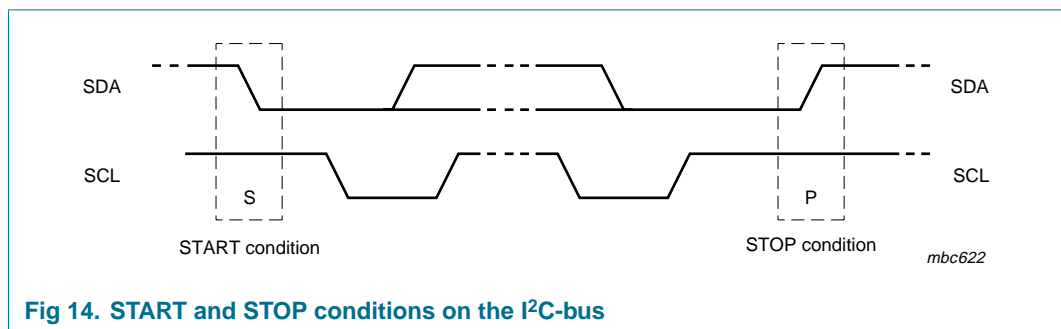 SDA
SDA
SCL
SCL
S
P
START condition
STOP condition
mbc622
Fig 14. START and STOP conditions on the I²C-bus